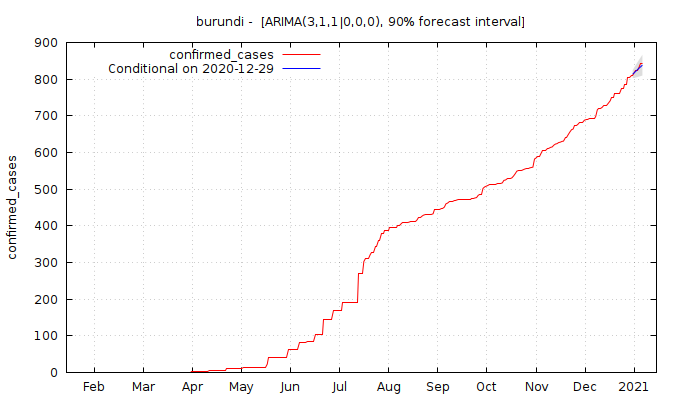 burundi - [ARIMA(3,1,1|0,0,0), 90% forecast interval]
confirmed_cases
Conditional on 2020-12-29
confirmed_cases
900
800
700
600
500
400
300
200
100
0
Feb Mar Apr May Jun Jul Aug Sep Oct Nov Dec 2021